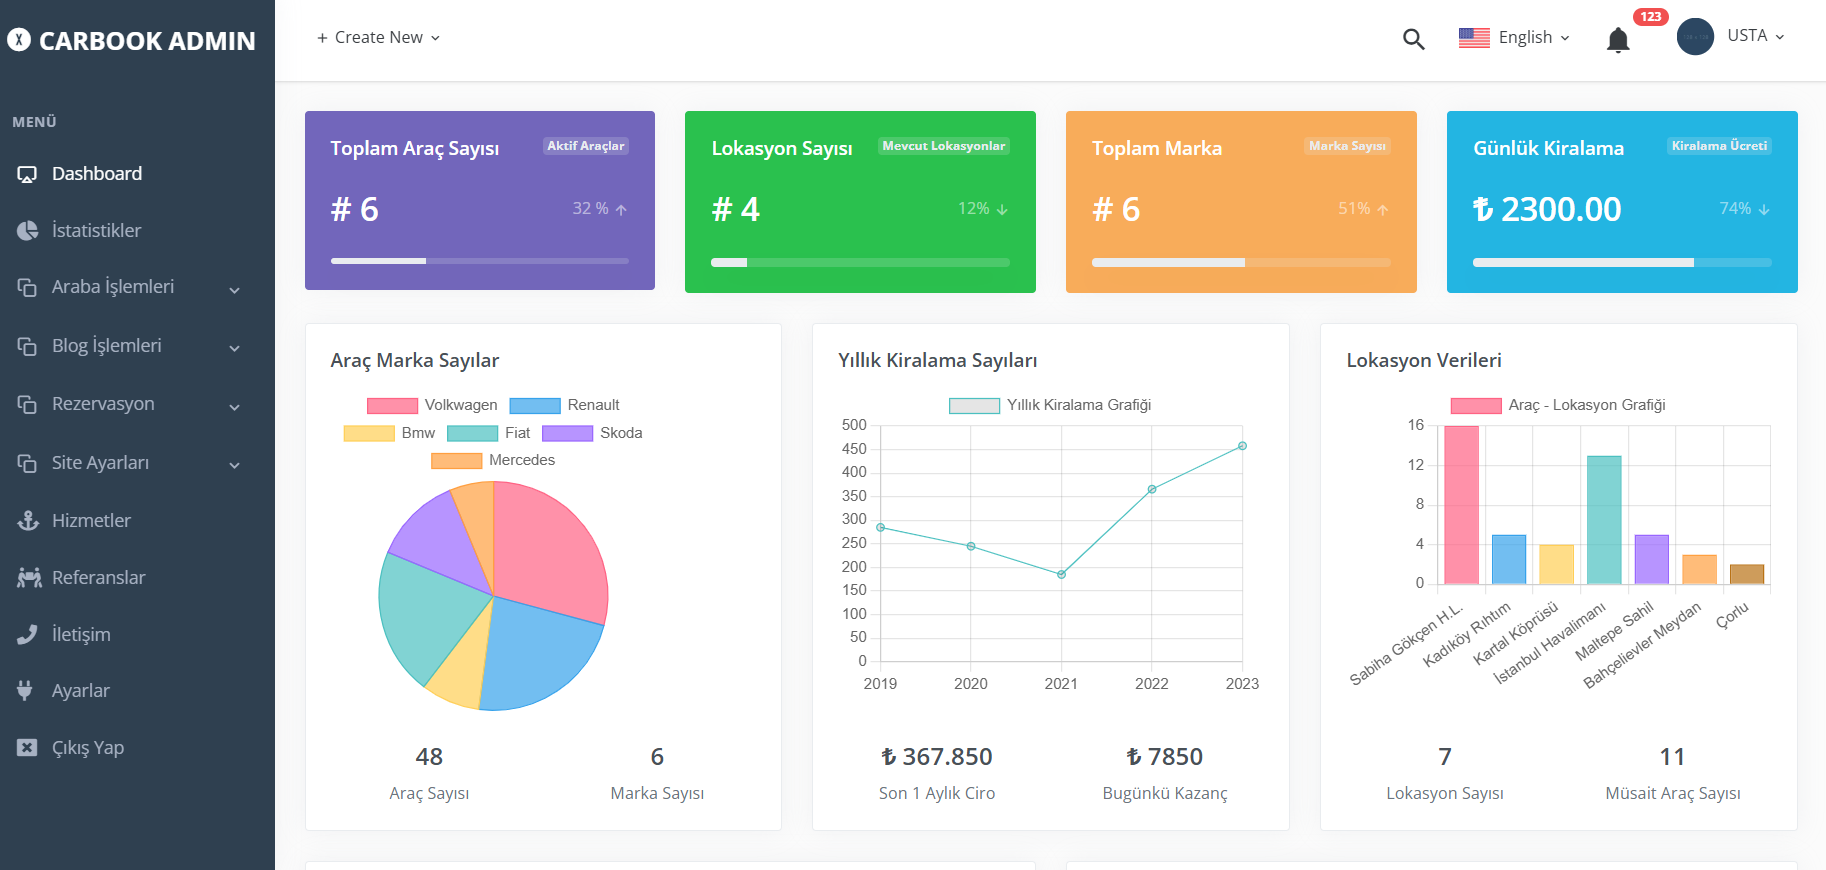 CARBOOK ADMIN
+ Create New
English
123
USTA
MENÜ
Dashboard
İstatistikler
Araba İşlemleri
Blog İşlemleri
Rezervasyon
Site Ayarları
Hizmetler
Referanslar
İletişim
Ayarlar
Çıkış Yap
Toplam Araç Sayısı
Aktif Araçlar
# 6
32 %
Lokasyon Sayısı
Mevcut Lokasyonlar
# 4
12%
Toplam Marka
Marka Sayısı
# 6
51%
Günlük Kiralama
Kiralama Ücreti
₺ 2300.00
74%
Araç Marka Sayılar
Volkwagen Renault
Bmw Fiat Skoda
Mercedes
48
Araç Sayısı
6
Marka Sayısı
Yıllık Kiralama Sayıları
Yıllık Kiralama Grafiği
500
450
400
350
300
250
200
150
100
50
0
2019 2020 2021 2022 2023
₺ 367.850
Son 1 Aylık Ciro
₺ 7850
Bugünkü Kazanç
Lokasyon Verileri
Araç - Lokasyon Grafiği
16
12
8
4
0
Sabiha Gökçen H.L.
Kadıköy Rıhtım
Kartal Köprüsü
İstanbul Havalimanı
Maltepe Sahil
Bahçelievler Meydan
Çorlu
7
Lokasyon Sayısı
11
Müsait Araç Sayısı